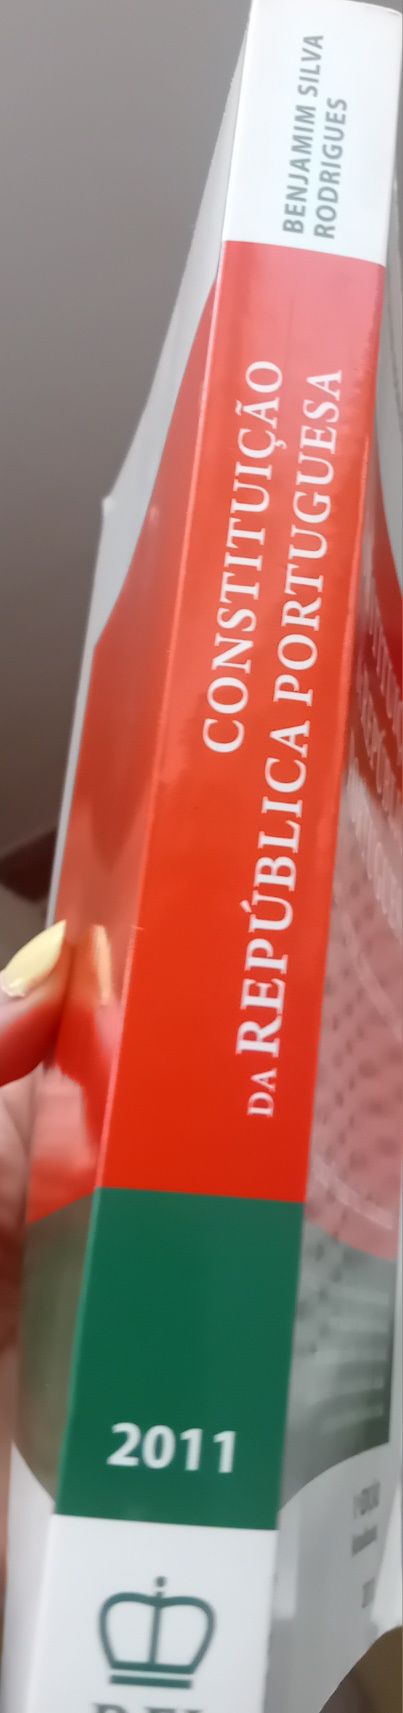 BENJAMIM SILVA
RODRIGUES
CONSTITUIÇÃO
DA REPÚBLICA PORTUGUESA
2011